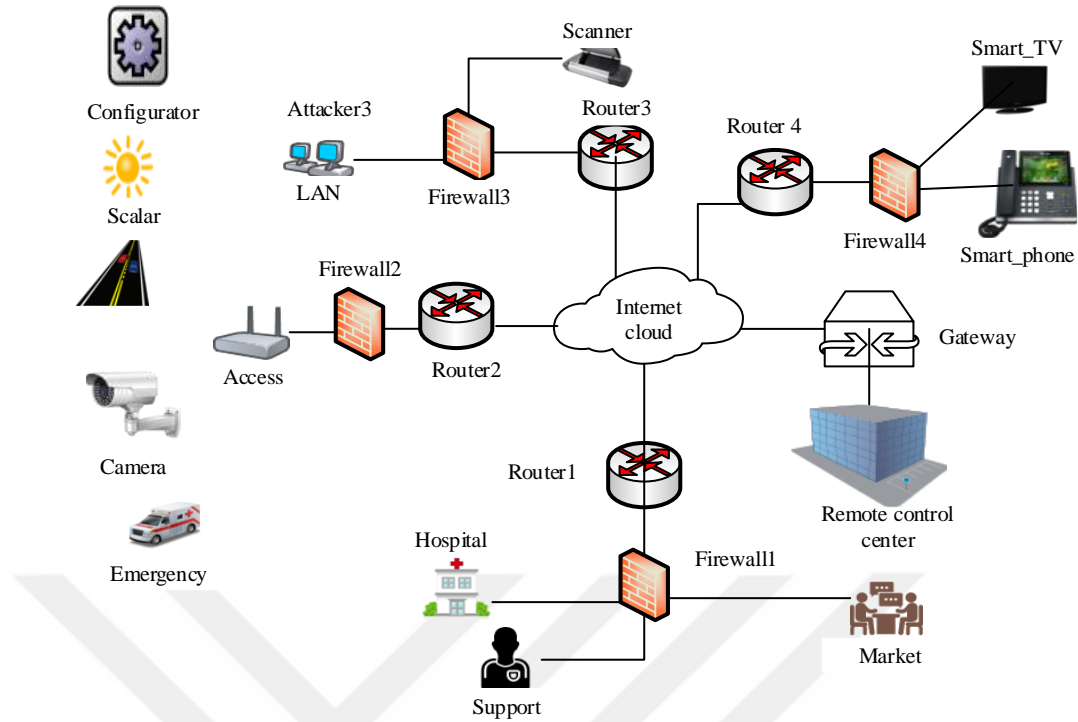 Scanner
Smart_TV
Configurator
Attacker3
Router3
Router 4
LAN
Firewall3
Scalar
Firewall4
Smart_phone
Firewall2
Internet
cloud
Gateway
Access
Router2
Camera
Router1
Remote control
center
Hospital
Firewall1
Emergency
Market
Support